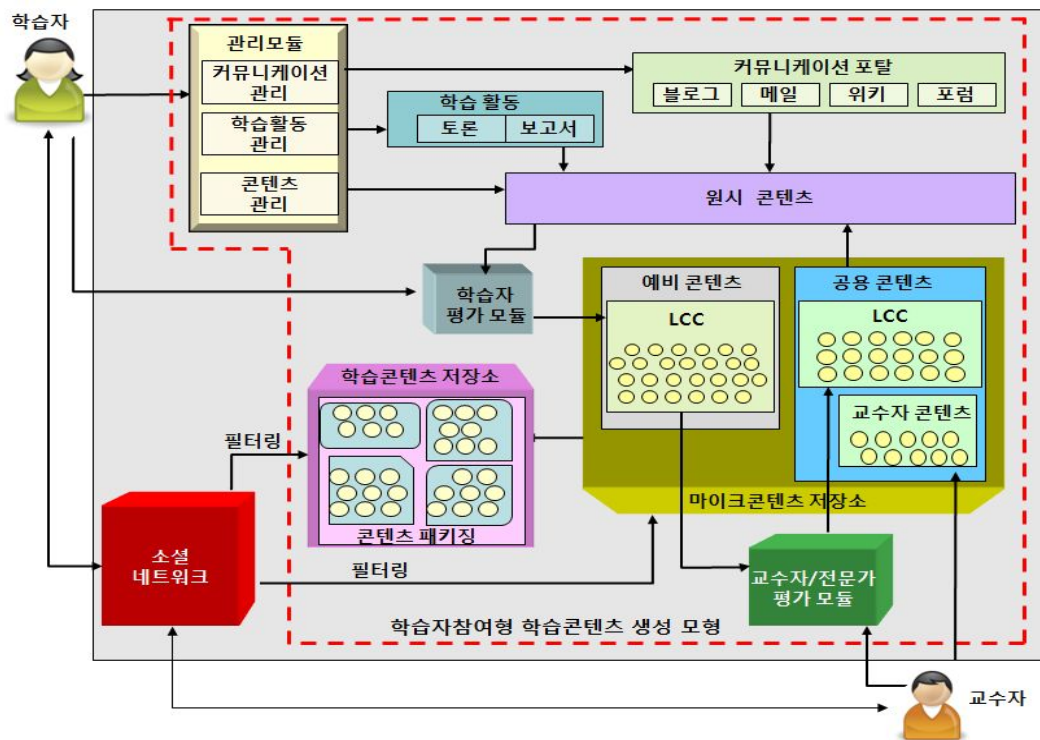 학습자
관리모듈
커뮤니케이션
관리
학습활동
관리
콘텐츠
관리
커뮤니케이션 포탈
블로그
메일
위키
포럼
학습 활동
토론
보고서
원시 콘텐츠
학습자
평가 모듈
예비 콘텐츠
LCC
공용 콘텐츠
LCC
교수자 콘텐츠
마이크콘텐츠 저장소
학습콘텐츠 저장소
콘텐츠 패키징
필터링
소셜
네트워크
필터링
교수자/전문가
평가 모듈
학습자참여형 학습콘텐츠 생성 모형
교수자